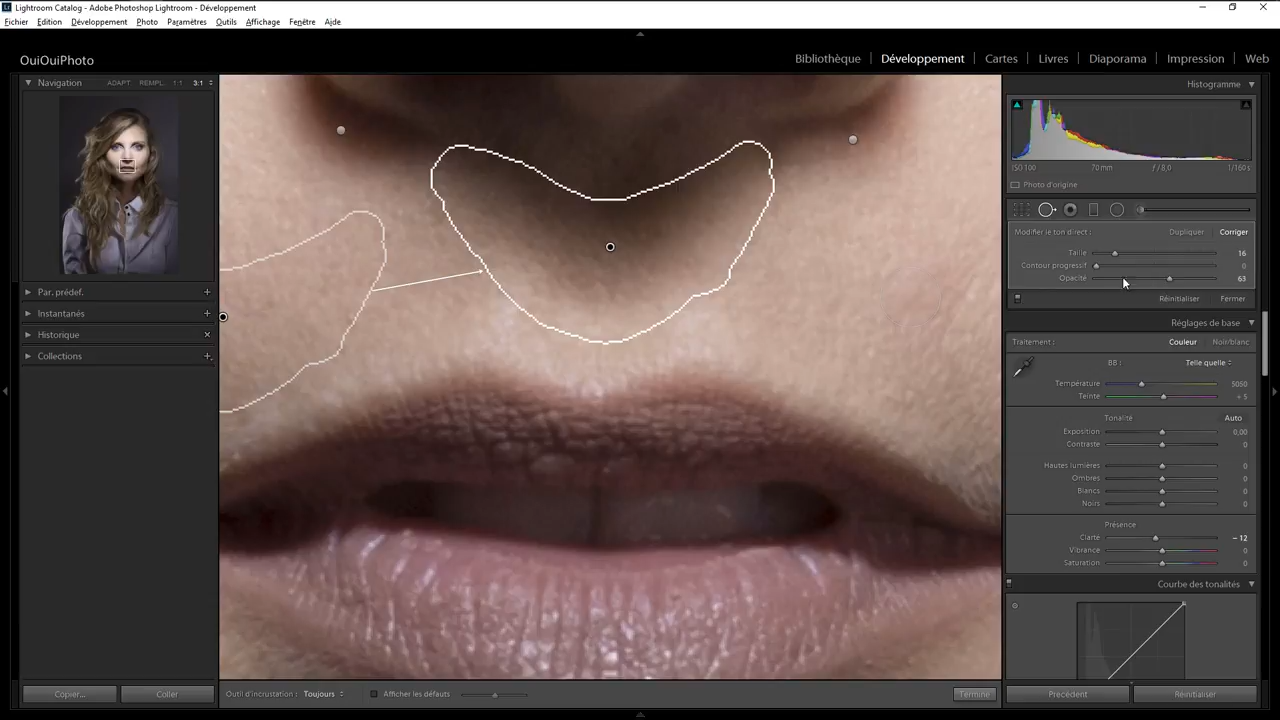 Lightroom Catalog - Adobe Photoshop Lightroom - Développement
Fichier Edition Développement Photo Paramètres Outils Affichage Fenêtre Aide
OuiOuiPhoto
Bibliothèque Développement Cartes Livres Diaporama Impression Web
Navigation ADAPT. REMPL. 1:1 3:1
Par. prédef.
Instantanés
Historique
Collections
Copier... Coller
Outil d'incrustation : Toujours Afficher les défauts Terminé
Histogramme
ISO 100 70 mm ƒ / 8,0 1/160 s
Photo d'origine
Modifier le ton direct : Dupliquer Corriger
Taille 16
Contour progressif 0
Opacité 63
Réinitialiser Fermer
Réglages de base
Traitement : Couleur Noir/blanc
BB : Telle quelle
Température 5050
Teinte + 5
Tonalité Auto
Exposition 0,00
Contraste 0
Hautes lumières 0
Ombres 0
Blancs 0
Noirs 0
Présence
Clarté – 12
Vibrance 0
Saturation 0
Courbe des tonalités
Précédent Réinitialiser